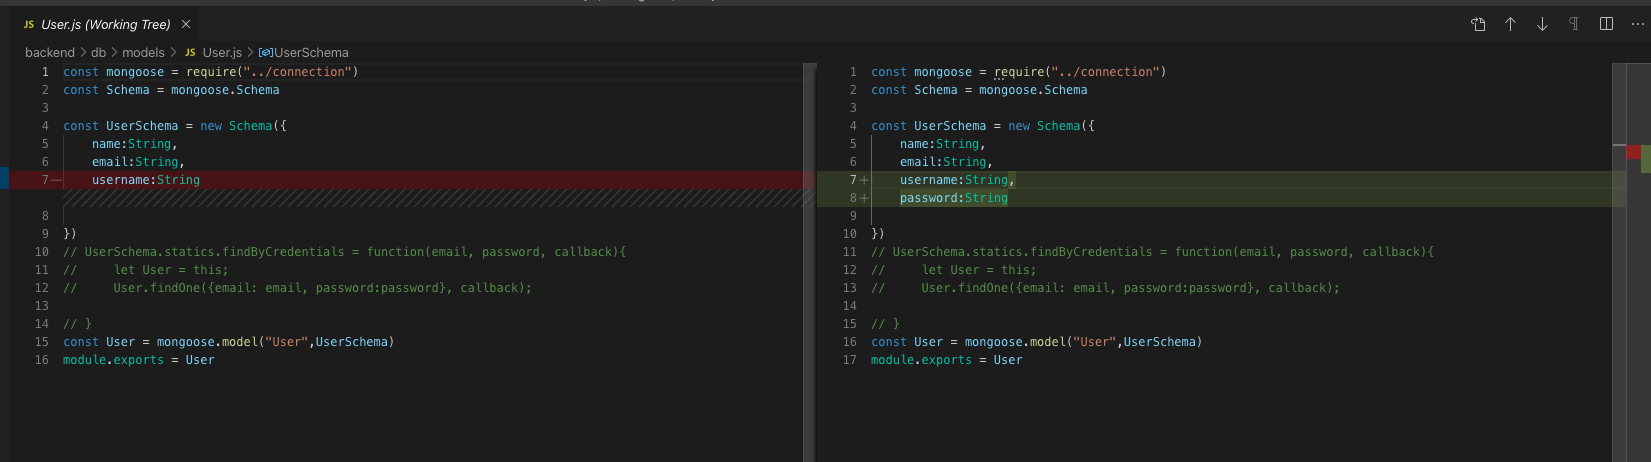 JS User.js (Working Tree) ×
backend > db > models > JS User.js > UserSchema
1 const mongoose = require("../connection")
2 const Schema = mongoose.Schema
3
4 const UserSchema = new Schema({
5 name:String,
6 email:String,
7 — username:String
8
9 })
10 // UserSchema.statics.findByCredentials = function(email, password, callback){
11 // let User = this;
12 // User.findOne({email: email, password:password}, callback);
13
14 // }
15 const User = mongoose.model("User",UserSchema)
16 module.exports = User
1 const mongoose = require("../connection")
2 const Schema = mongoose.Schema
3
4 const UserSchema = new Schema({
5 name:String,
6 email:String,
7 + username:String,
8 + password:String
9
10 })
11 // UserSchema.statics.findByCredentials = function(email, password, callback){
12 // let User = this;
13 // User.findOne({email: email, password:password}, callback);
14
15 // }
16 const User = mongoose.model("User",UserSchema)
17 module.exports = User